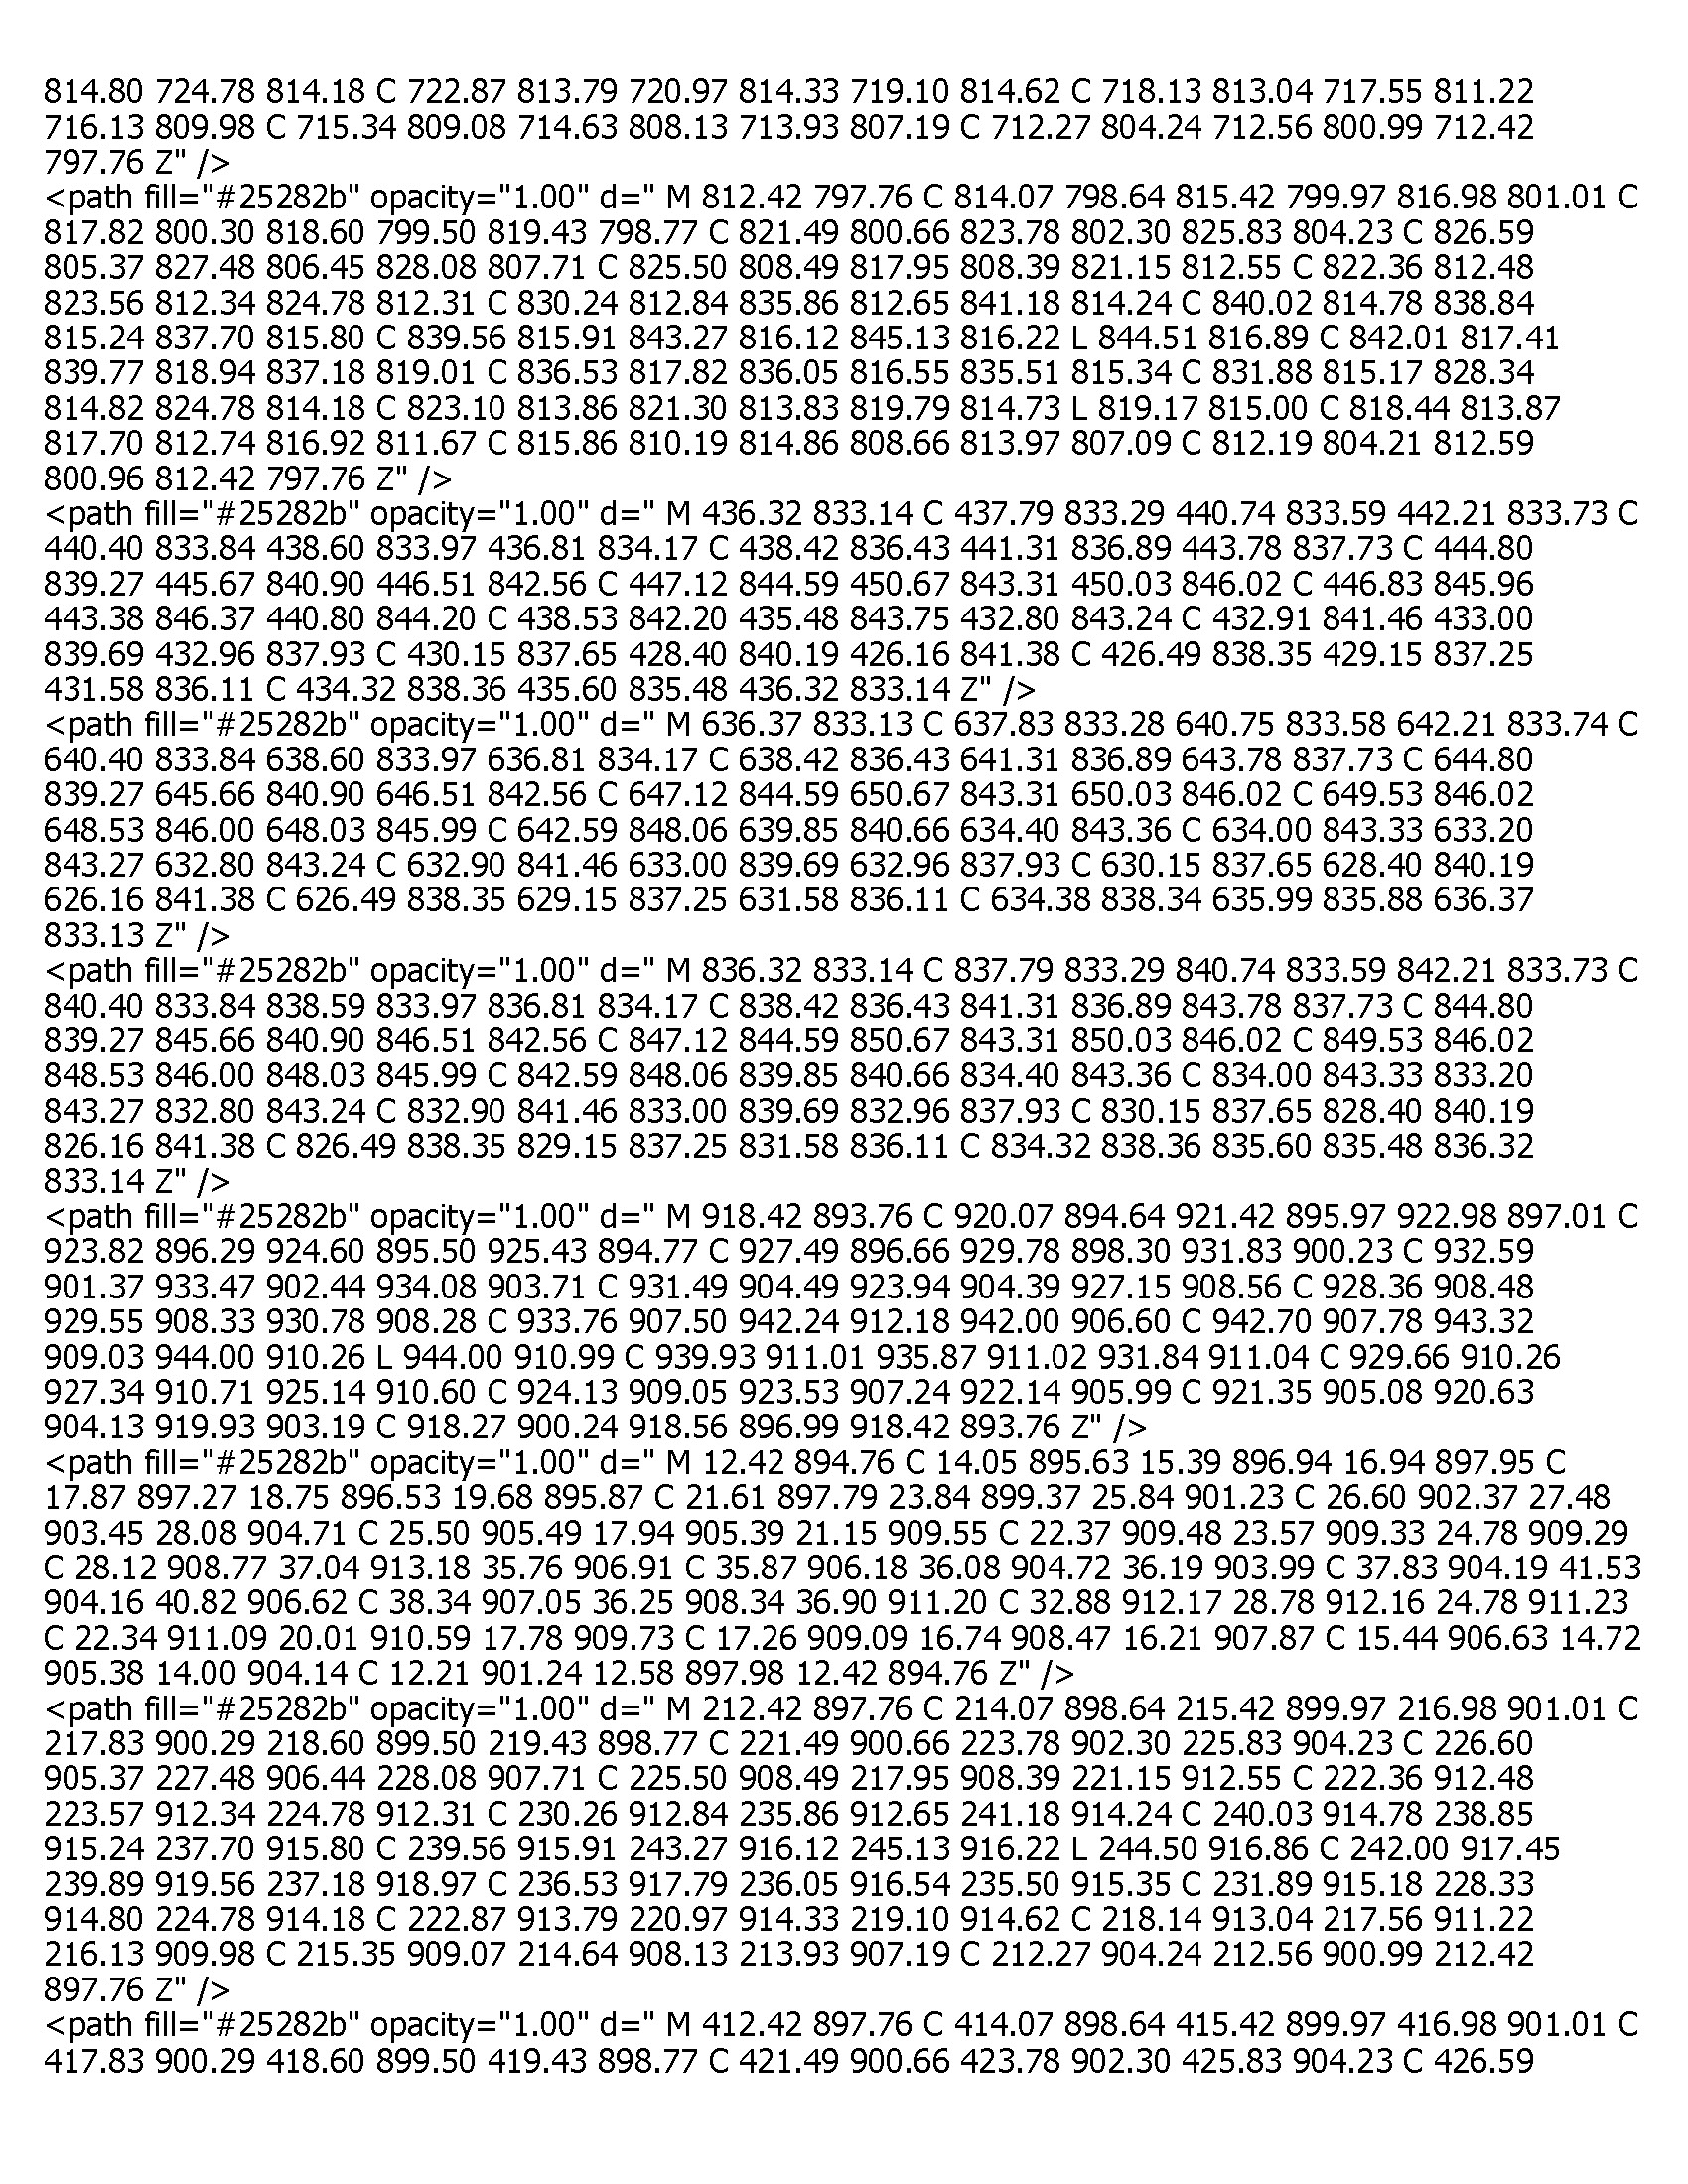 814.80 724.78 814.18 C 722.87 813.79 720.97 814.33 719.10 814.62 C 718.13 813.04 717.55 811.22
716.13 809.98 C 715.34 809.08 714.63 808.13 713.93 807.19 C 712.27 804.24 712.56 800.99 712.42
797.76 Z" />
<path fill="#25282b" opacity="1.00" d=" M 812.42 797.76 C 814.07 798.64 815.42 799.97 816.98 801.01 C
817.82 800.30 818.60 799.50 819.43 798.77 C 821.49 800.66 823.78 802.30 825.83 804.23 C 826.59
805.37 827.48 806.45 828.08 807.71 C 825.50 808.49 817.95 808.39 821.15 812.55 C 822.36 812.48
823.56 812.34 824.78 812.31 C 830.24 812.84 835.86 812.65 841.18 814.24 C 840.02 814.78 838.84
815.24 837.70 815.80 C 839.56 815.91 843.27 816.12 845.13 816.22 L 844.51 816.89 C 842.01 817.41
839.77 818.94 837.18 819.01 C 836.53 817.82 836.05 816.55 835.51 815.34 C 831.88 815.17 828.34
814.82 824.78 814.18 C 823.10 813.86 821.30 813.83 819.79 814.73 L 819.17 815.00 C 818.44 813.87
817.70 812.74 816.92 811.67 C 815.86 810.19 814.86 808.66 813.97 807.09 C 812.19 804.21 812.59
800.96 812.42 797.76 Z" />
<path fill="#25282b" opacity="1.00" d=" M 436.32 833.14 C 437.79 833.29 440.74 833.59 442.21 833.73 C
440.40 833.84 438.60 833.97 436.81 834.17 C 438.42 836.43 441.31 836.89 443.78 837.73 C 444.80
839.27 445.67 840.90 446.51 842.56 C 447.12 844.59 450.67 843.31 450.03 846.02 C 446.83 845.96
443.38 846.37 440.80 844.20 C 438.53 842.20 435.48 843.75 432.80 843.24 C 432.91 841.46 433.00
839.69 432.96 837.93 C 430.15 837.65 428.40 840.19 426.16 841.38 C 426.49 838.35 429.15 837.25
431.58 836.11 C 434.32 838.36 435.60 835.48 436.32 833.14 Z" />
<path fill="#25282b" opacity="1.00" d=" M 636.37 833.13 C 637.83 833.28 640.75 833.58 642.21 833.74 C
640.40 833.84 638.60 833.97 636.81 834.17 C 638.42 836.43 641.31 836.89 643.78 837.73 C 644.80
839.27 645.66 840.90 646.51 842.56 C 647.12 844.59 650.67 843.31 650.03 846.02 C 649.53 846.02
648.53 846.00 648.03 845.99 C 642.59 848.06 639.85 840.66 634.40 843.36 C 634.00 843.33 633.20
843.27 632.80 843.24 C 632.90 841.46 633.00 839.69 632.96 837.93 C 630.15 837.65 628.40 840.19
626.16 841.38 C 626.49 838.35 629.15 837.25 631.58 836.11 C 634.38 838.34 635.99 835.88 636.37
833.13 Z" />
<path fill="#25282b" opacity="1.00" d=" M 836.32 833.14 C 837.79 833.29 840.74 833.59 842.21 833.73 C
840.40 833.84 838.59 833.97 836.81 834.17 C 838.42 836.43 841.31 836.89 843.78 837.73 C 844.80
839.27 845.66 840.90 846.51 842.56 C 847.12 844.59 850.67 843.31 850.03 846.02 C 849.53 846.02
848.53 846.00 848.03 845.99 C 842.59 848.06 839.85 840.66 834.40 843.36 C 834.00 843.33 833.20
843.27 832.80 843.24 C 832.90 841.46 833.00 839.69 832.96 837.93 C 830.15 837.65 828.40 840.19
826.16 841.38 C 826.49 838.35 829.15 837.25 831.58 836.11 C 834.32 838.36 835.60 835.48 836.32
833.14 Z" />
<path fill="#25282b" opacity="1.00" d=" M 918.42 893.76 C 920.07 894.64 921.42 895.97 922.98 897.01 C
923.82 896.29 924.60 895.50 925.43 894.77 C 927.49 896.66 929.78 898.30 931.83 900.23 C 932.59
901.37 933.47 902.44 934.08 903.71 C 931.49 904.49 923.94 904.39 927.15 908.56 C 928.36 908.48
929.55 908.33 930.78 908.28 C 933.76 907.50 942.24 912.18 942.00 906.60 C 942.70 907.78 943.32
909.03 944.00 910.26 L 944.00 910.99 C 939.93 911.01 935.87 911.02 931.84 911.04 C 929.66 910.26
927.34 910.71 925.14 910.60 C 924.13 909.05 923.53 907.24 922.14 905.99 C 921.35 905.08 920.63
904.13 919.93 903.19 C 918.27 900.24 918.56 896.99 918.42 893.76 Z" />
<path fill="#25282b" opacity="1.00" d=" M 12.42 894.76 C 14.05 895.63 15.39 896.94 16.94 897.95 C
17.87 897.27 18.75 896.53 19.68 895.87 C 21.61 897.79 23.84 899.37 25.84 901.23 C 26.60 902.37 27.48
903.45 28.08 904.71 C 25.50 905.49 17.94 905.39 21.15 909.55 C 22.37 909.48 23.57 909.33 24.78 909.29
C 28.12 908.77 37.04 913.18 35.76 906.91 C 35.87 906.18 36.08 904.72 36.19 903.99 C 37.83 904.19 41.53
904.16 40.82 906.62 C 38.34 907.05 36.25 908.34 36.90 911.20 C 32.88 912.17 28.78 912.16 24.78 911.23
C 22.34 911.09 20.01 910.59 17.78 909.73 C 17.26 909.09 16.74 908.47 16.21 907.87 C 15.44 906.63 14.72
905.38 14.00 904.14 C 12.21 901.24 12.58 897.98 12.42 894.76 Z" />
<path fill="#25282b" opacity="1.00" d=" M 212.42 897.76 C 214.07 898.64 215.42 899.97 216.98 901.01 C
217.83 900.29 218.60 899.50 219.43 898.77 C 221.49 900.66 223.78 902.30 225.83 904.23 C 226.60
905.37 227.48 906.44 228.08 907.71 C 225.50 908.49 217.95 908.39 221.15 912.55 C 222.36 912.48
223.57 912.34 224.78 912.31 C 230.26 912.84 235.86 912.65 241.18 914.24 C 240.03 914.78 238.85
915.24 237.70 915.80 C 239.56 915.91 243.27 916.12 245.13 916.22 L 244.50 916.86 C 242.00 917.45
239.89 919.56 237.18 918.97 C 236.53 917.79 236.05 916.54 235.50 915.35 C 231.89 915.18 228.33
914.80 224.78 914.18 C 222.87 913.79 220.97 914.33 219.10 914.62 C 218.14 913.04 217.56 911.22
216.13 909.98 C 215.35 909.07 214.64 908.13 213.93 907.19 C 212.27 904.24 212.56 900.99 212.42
897.76 Z" />
<path fill="#25282b" opacity="1.00" d=" M 412.42 897.76 C 414.07 898.64 415.42 899.97 416.98 901.01 C
417.83 900.29 418.60 899.50 419.43 898.77 C 421.49 900.66 423.78 902.30 425.83 904.23 C 426.59